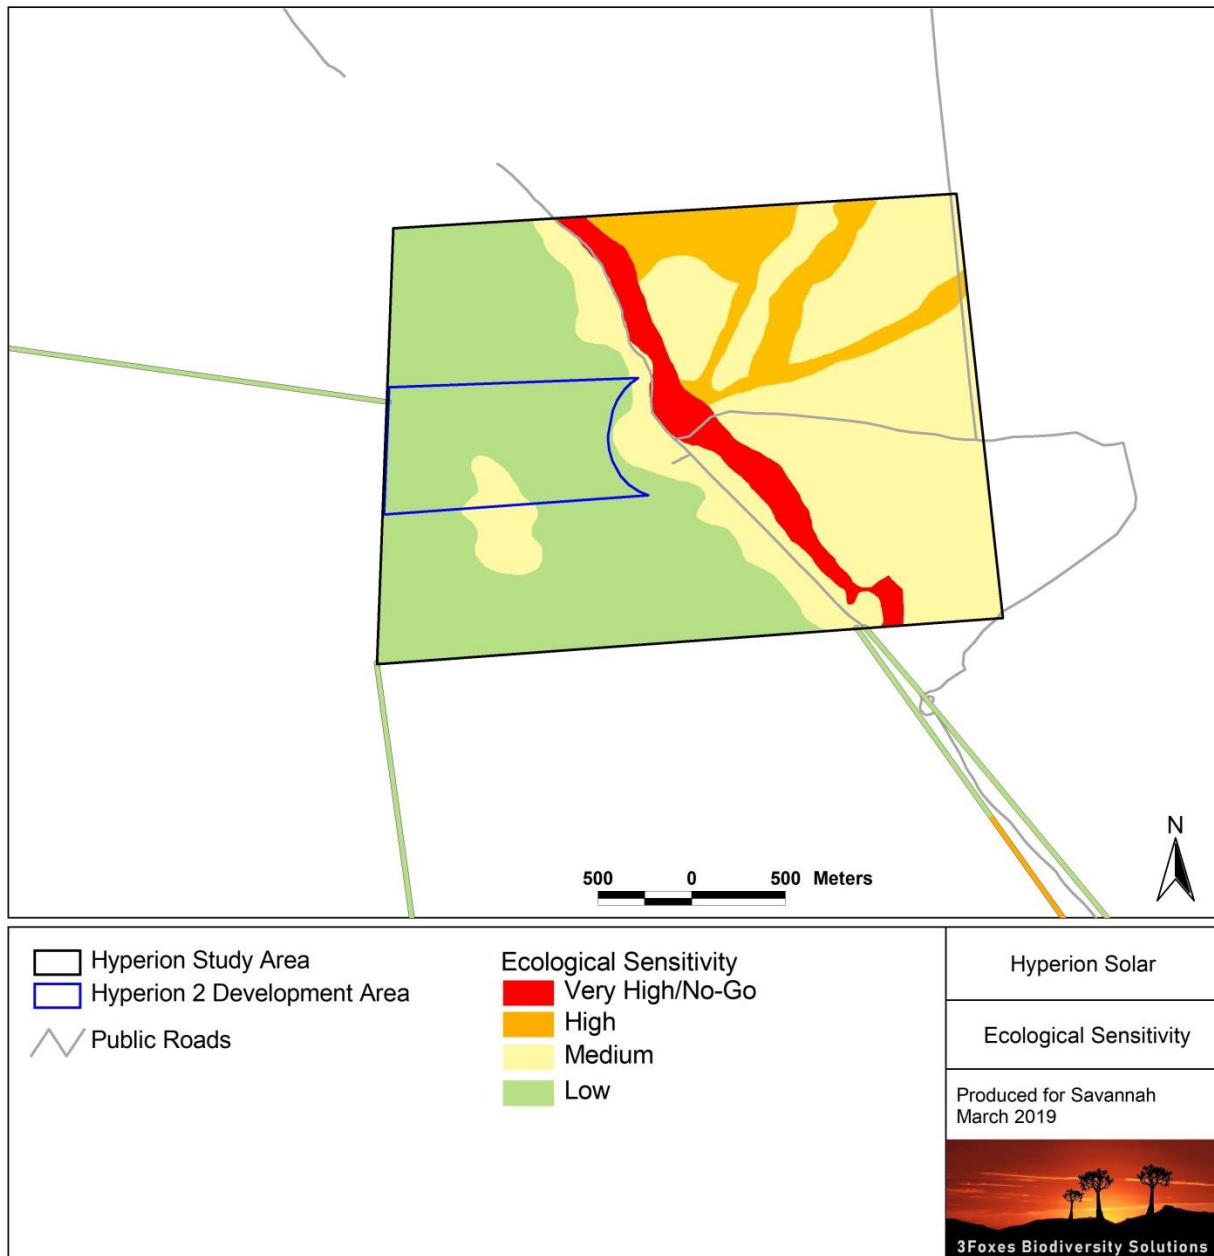 N
500 0 500 Meters
Hyperion Study Area
Hyperion 2 Development Area
Public Roads
Ecological Sensitivity
Very High/No-Go
High
Medium
Low
Hyperion Solar
Ecological Sensitivity
Produced for Savannah
March 2019
3Foxes Biodiversity Solutions